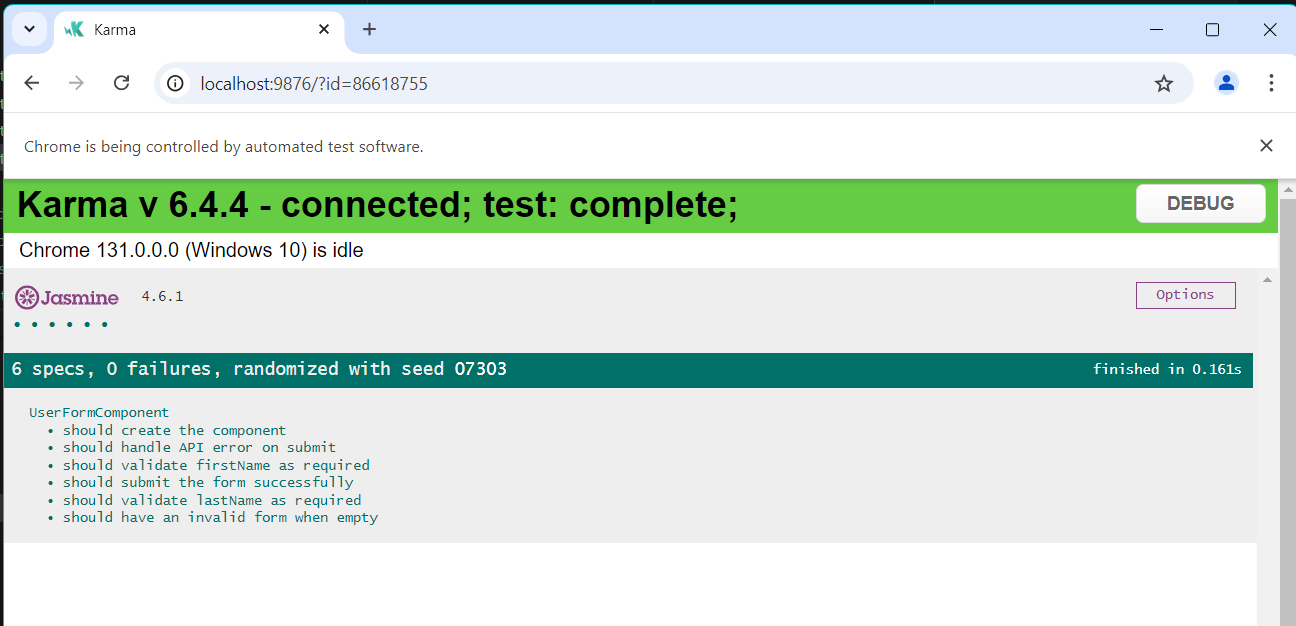 Karma
localhost:9876/?id=86618755
Chrome is being controlled by automated test software.
Karma v 6.4.4 - connected; test: complete;
DEBUG
Chrome 131.0.0.0 (Windows 10) is idle
Jasmine 4.6.1
Options
6 specs, 0 failures, randomized with seed 07303
finished in 0.161s
UserFormComponent
• should create the component
• should handle API error on submit
• should validate firstName as required
• should submit the form successfully
• should validate lastName as required
• should have an invalid form when empty